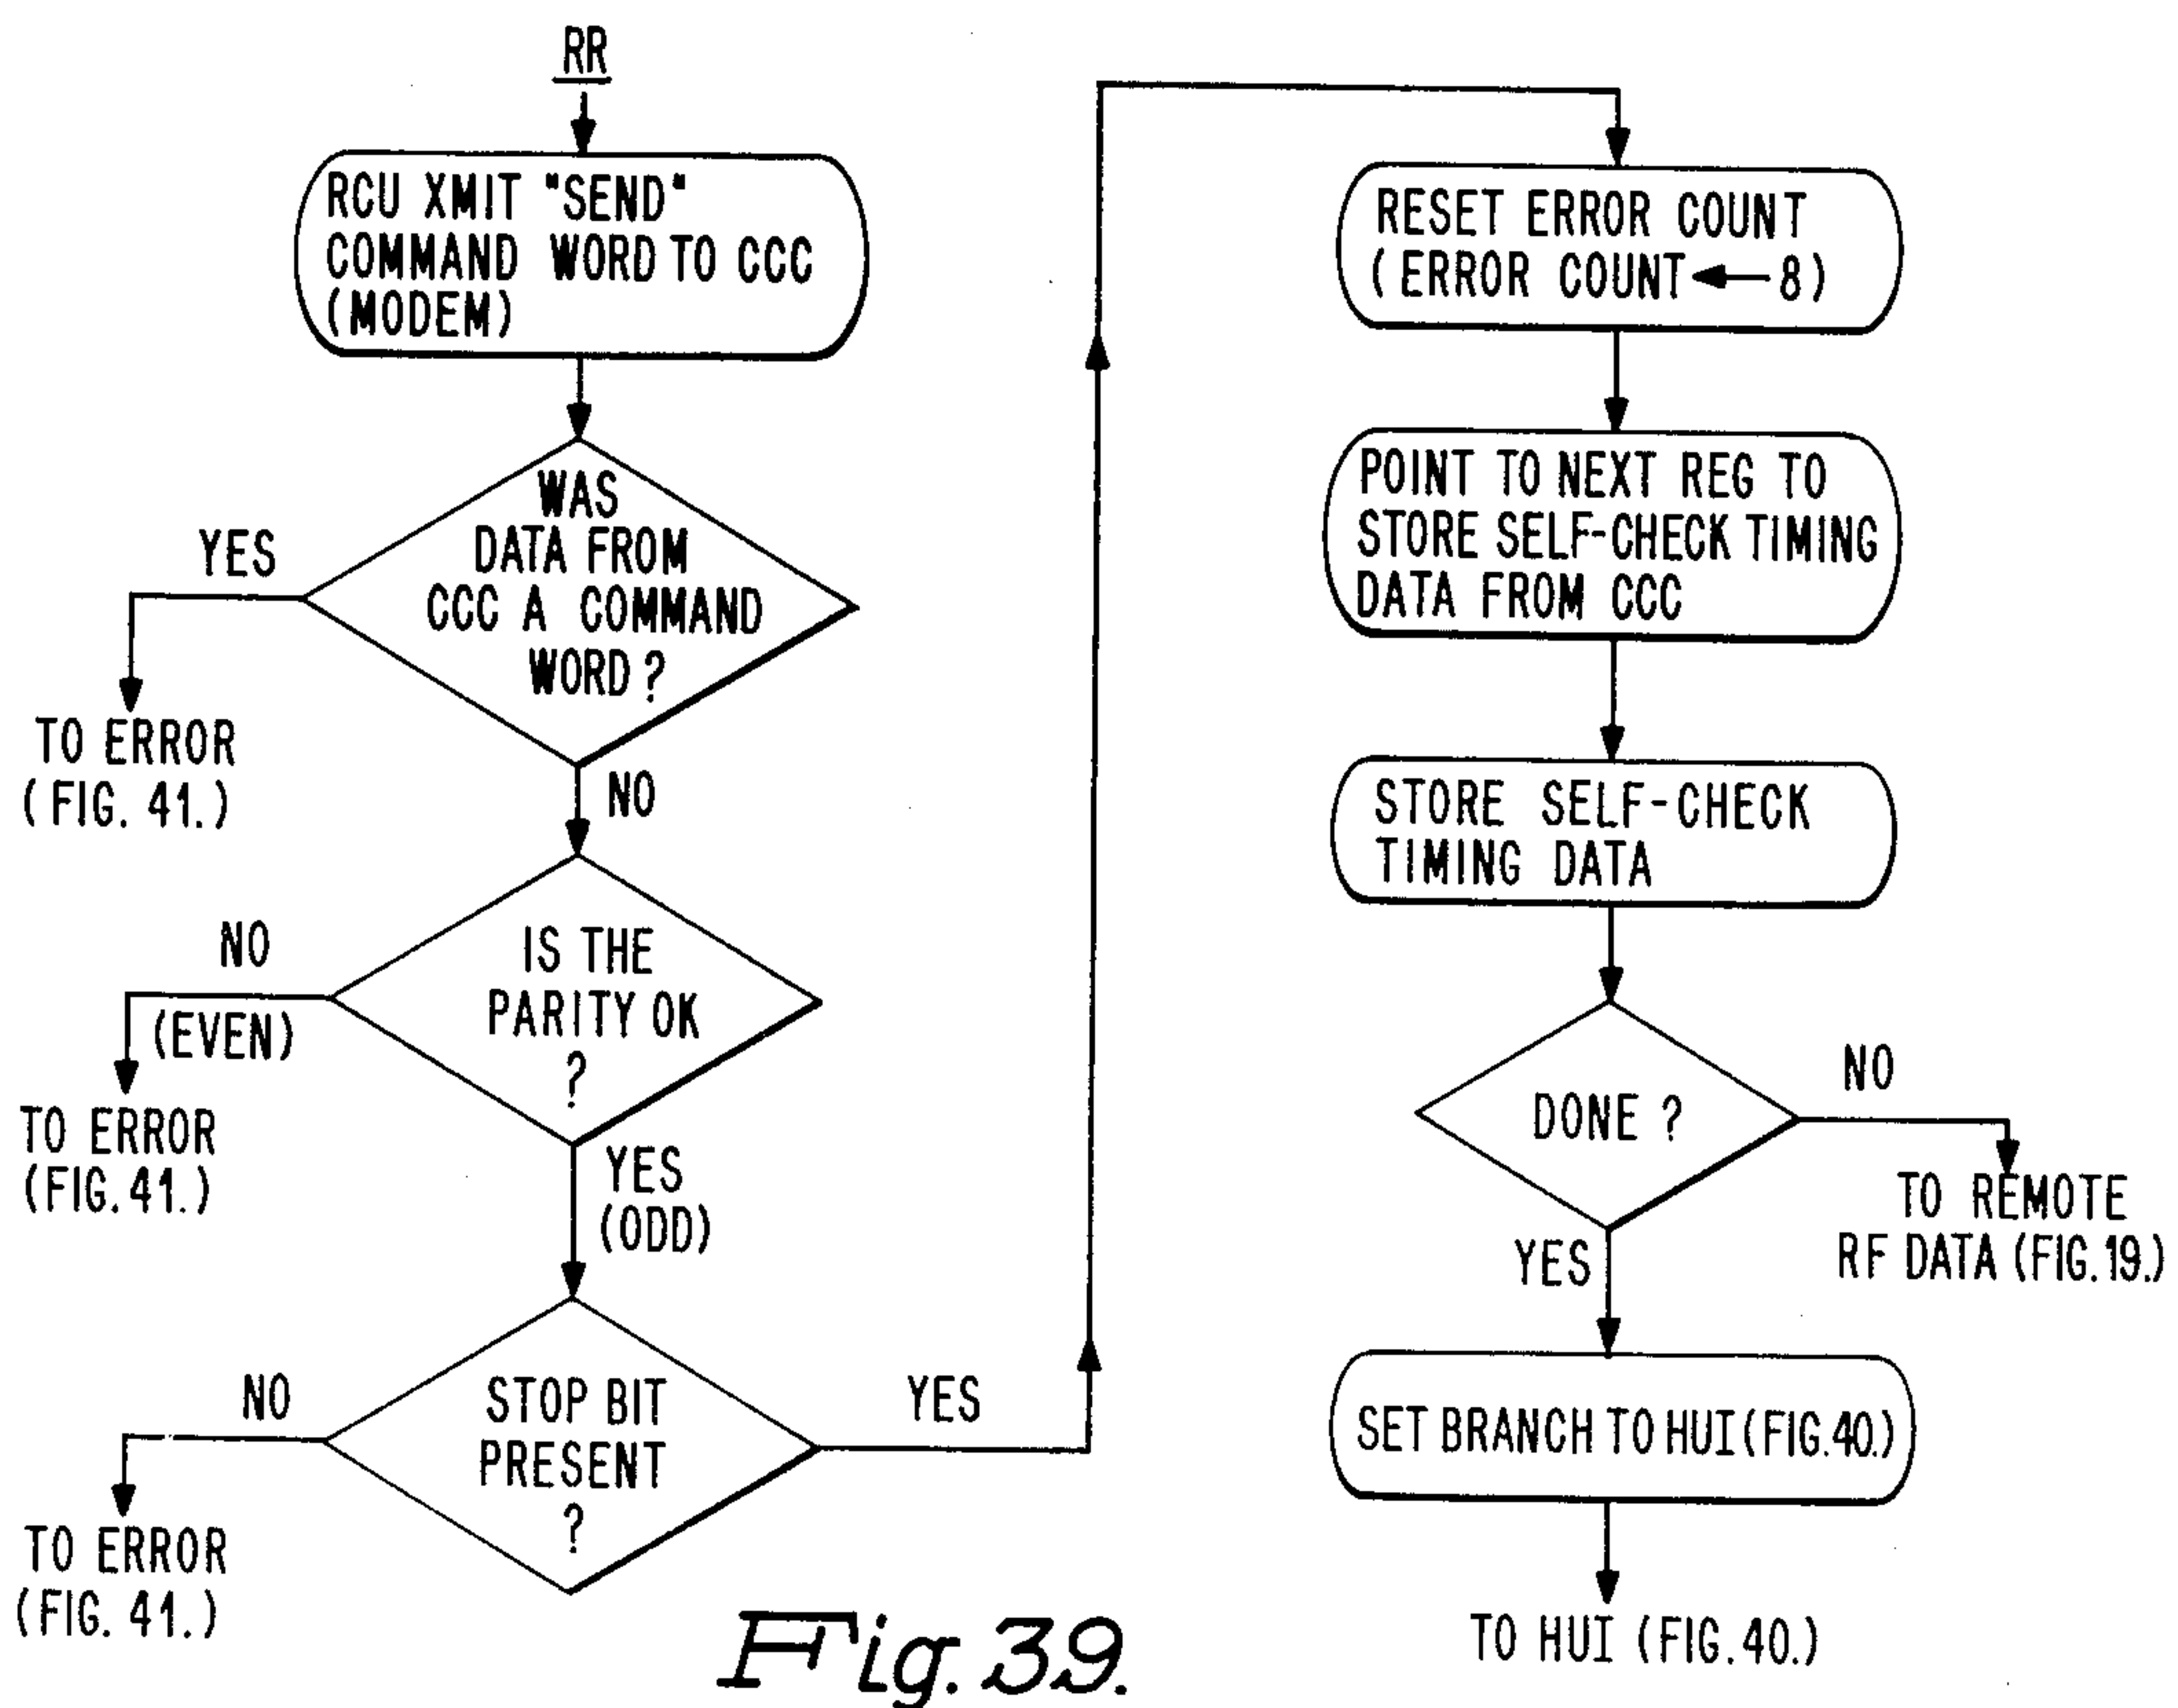 RR
RCU XMIT "SEND"
COMMAND WORD TO CCC
(MODEM)
WAS
DATA FROM
CCC A COMMAND
WORD ?
YES
TO ERROR
(FIG. 41.)
NO
IS THE
PARITY OK
?
NO
(EVEN)
TO ERROR
(FIG. 41.)
YES
(ODD)
STOP BIT
PRESENT
?
NO
TO ERROR
(FIG. 41.)
YES
RESET ERROR COUNT
(ERROR COUNT ← 8)
POINT TO NEXT REG TO
STORE SELF-CHECK TIMING
DATA FROM CCC
STORE SELF-CHECK
TIMING DATA
DONE ?
NO
TO REMOTE
RF DATA (FIG. 19.)
YES
SET BRANCH TO HUI (FIG. 40.)
TO HUI (FIG. 40.)
Fig. 39.